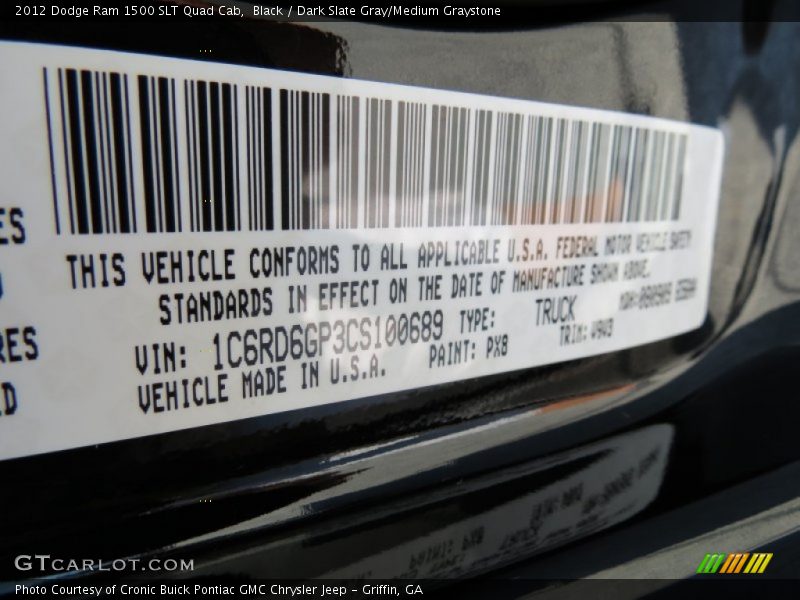 2012 Dodge Ram 1500 SLT Quad Cab, Black / Dark Slate Gray/Medium Graystone
ES
THIS VEHICLE CONFORMS TO ALL APPLICABLE U.S.A. FEDERAL MOTOR VEHICLE SAFETY
STANDARDS IN EFFECT ON THE DATE OF MANUFACTURE SHOWN ABOVE.
RES
VIN: 1C6RD6GP3CS100689 TYPE: TRUCK MDH:
D
VEHICLE MADE IN U.S.A. PAINT: PX8 TRIM:
GTCARLOT.COM
Photo Courtesy of Cronic Buick Pontiac GMC Chrysler Jeep - Griffin, GA